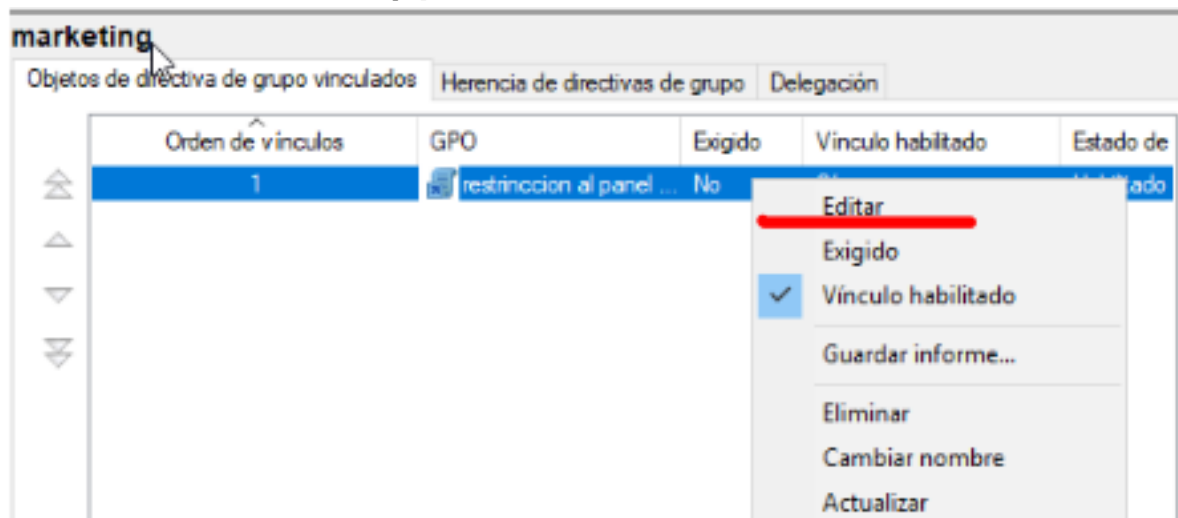 marketing
Objetos de directiva de grupo vinculados Herencia de directivas de grupo Delegación
Orden de vínculos GPO Exigido Vínculo habilitado Estado de
1 restrinccion al panel ... No
Editar
Exigido
Vínculo habilitado
Guardar informe...
Eliminar
Cambiar nombre
Actualizar